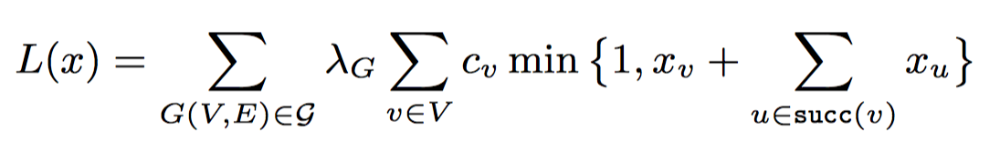 L(x) = ∑_{G(V,E)∈𝒢} λ_G ∑_{v∈V} c_v min {1, x_v + ∑_{u∈succ(v)} x_u}